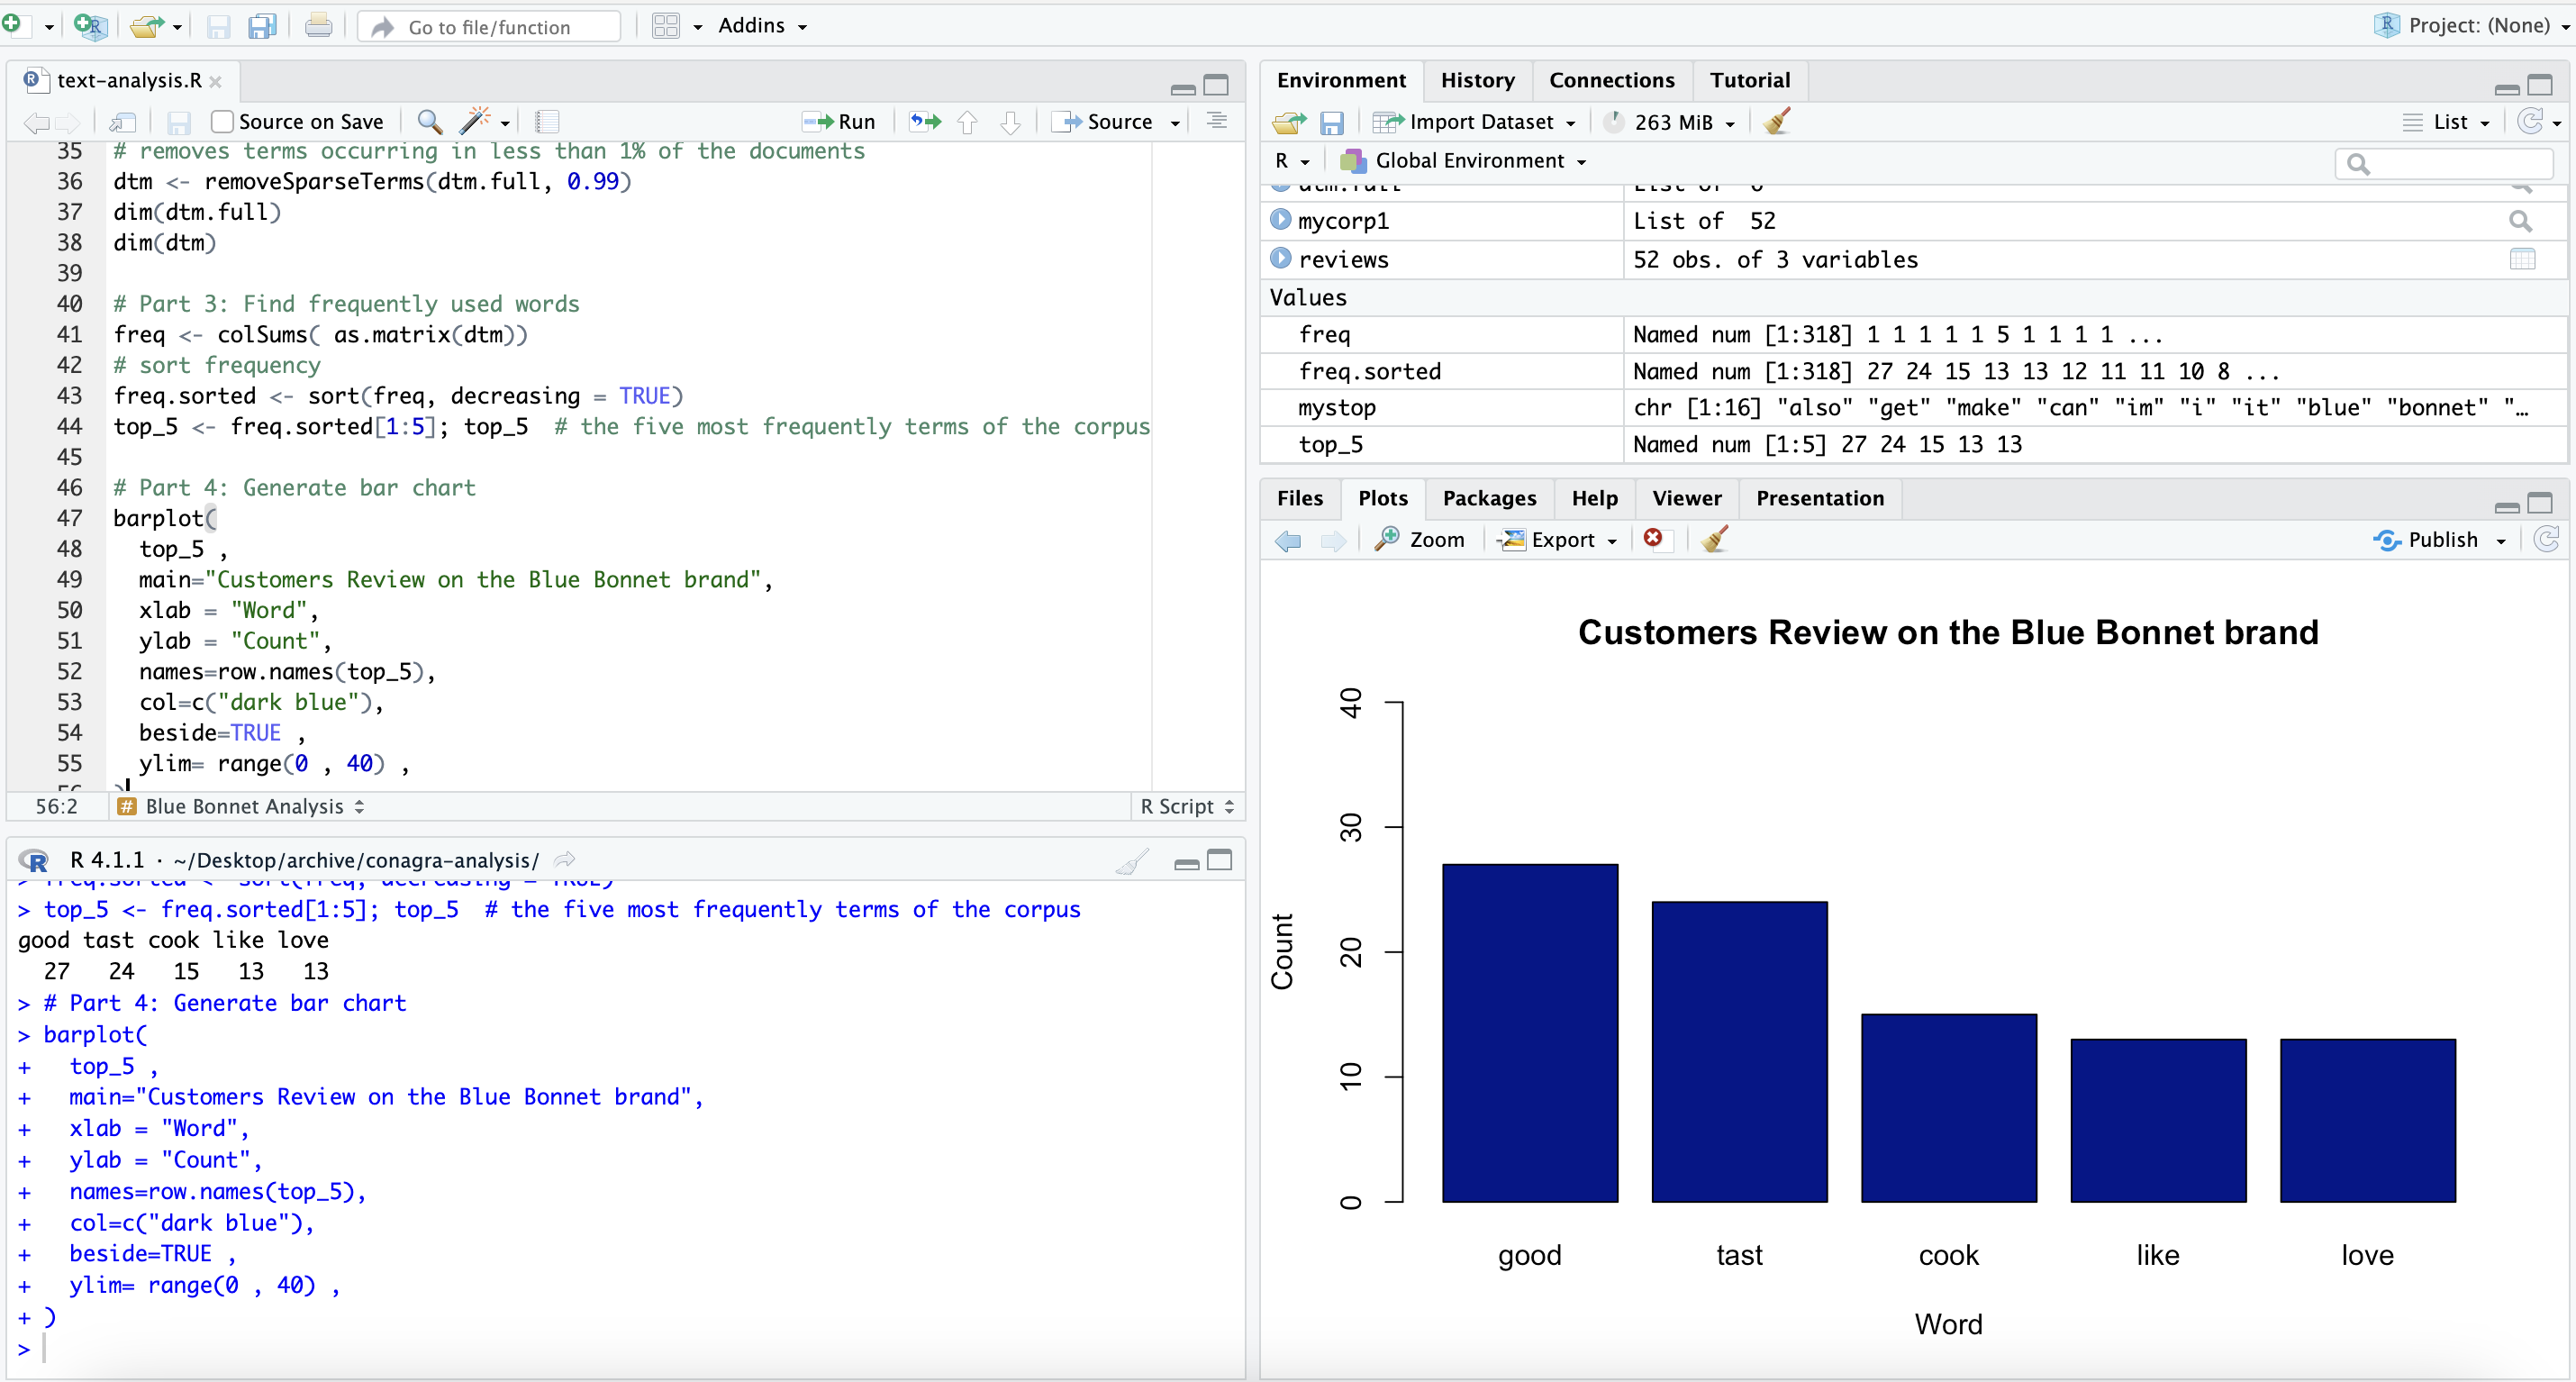 Go to file/function
Addins
Project: (None)
text-analysis.R
Source on Save
Run
Source
35 # removes terms occurring in less than 1% of the documents
36 dtm <- removeSparseTerms(dtm.full, 0.99)
37 dim(dtm.full)
38 dim(dtm)
39
40 # Part 3: Find frequently used words
41 freq <- colSums( as.matrix(dtm))
42 # sort frequency
43 freq.sorted <- sort(freq, decreasing = TRUE)
44 top_5 <- freq.sorted[1:5]; top_5  # the five most frequently terms of the corpus
45
46 # Part 4: Generate bar chart
47 barplot(
48   top_5 ,
49   main="Customers Review on the Blue Bonnet brand",
50   xlab = "Word",
51   ylab = "Count",
52   names=row.names(top_5),
53   col=c("dark blue"),
54   beside=TRUE ,
55   ylim= range(0 , 40) ,
56 )
56:2 # Blue Bonnet Analysis R Script
R 4.1.1 · ~/Desktop/archive/conagra-analysis/
> freq.sorted <- sort(freq, decreasing = TRUE)
> top_5 <- freq.sorted[1:5]; top_5  # the five most frequently terms of the corpus
good tast cook like love
27 24 15 13 13
> # Part 4: Generate bar chart
> barplot(
+   top_5 ,
+   main="Customers Review on the Blue Bonnet brand",
+   xlab = "Word",
+   ylab = "Count",
+   names=row.names(top_5),
+   col=c("dark blue"),
+   beside=TRUE ,
+   ylim= range(0 , 40) ,
+ )
>
Environment History Connections Tutorial
Import Dataset 263 MiB List
R Global Environment
dtm.full List of 6
mycorp1 List of 52
reviews 52 obs. of 3 variables
Values
freq Named num [1:318] 1 1 1 1 1 5 1 1 1 1 ...
freq.sorted Named num [1:318] 27 24 15 13 13 12 11 11 10 8 ...
mystop chr [1:16] "also" "get" "make" "can" "im" "i" "it" "blue" "bonnet" "…
top_5 Named num [1:5] 27 24 15 13 13
Files Plots Packages Help Viewer Presentation
Zoom Export Publish
Customers Review on the Blue Bonnet brand
40
30
20
10
0
Count
good tast cook like love
Word